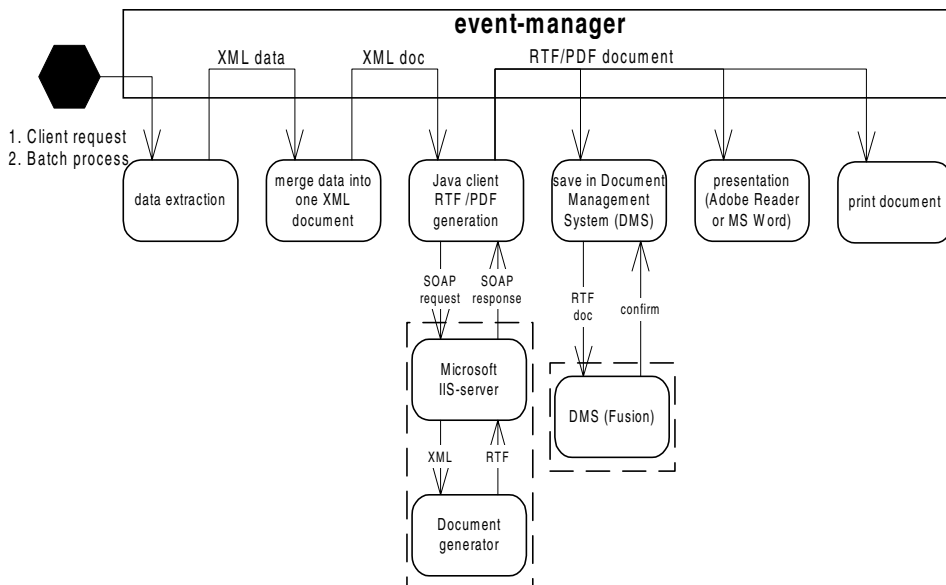 event-manager
XML data
XML doc
RTF/PDF document
1. Client request
2. Batch process
data extraction
merge data into
one XML
document
Java client
RTF /PDF
generation
save in Document
Management
System (DMS)
presentation
(Adobe Reader
or MS Word)
print document
SOAP
request
SOAP
response
RTF
doc
confirm
Microsoft
IIS-server
DMS (Fusion)
XML
RTF
Document
generator